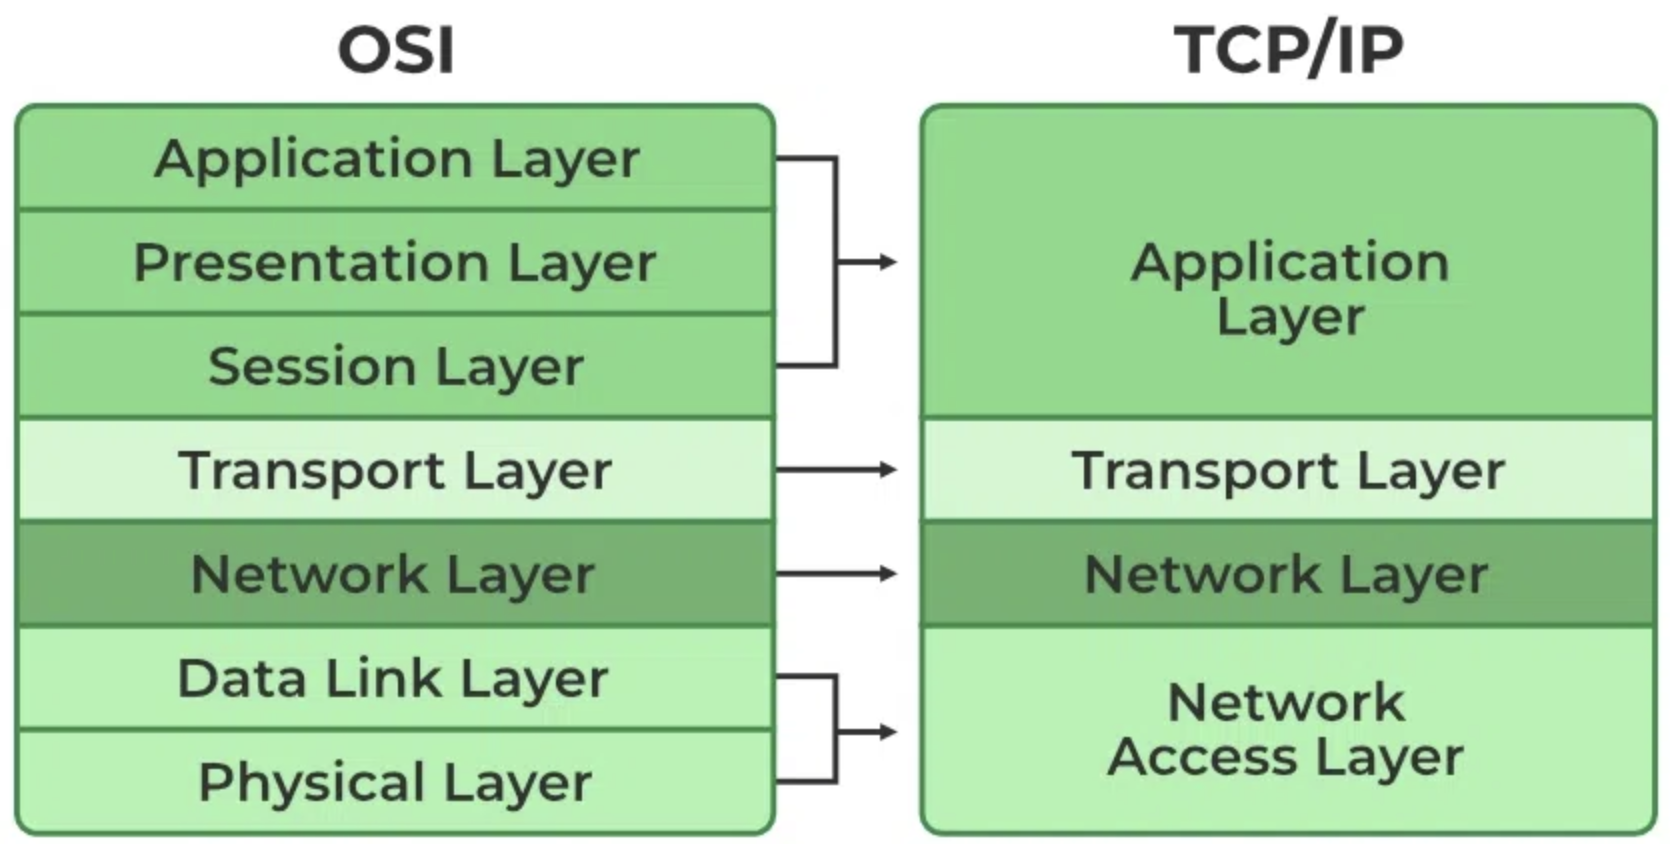 OSI
Application Layer
Presentation Layer
Session Layer
Transport Layer
Network Layer
Data Link Layer
Physical Layer
TCP/IP
Application
Layer
Transport Layer
Network Layer
Network
Access Layer